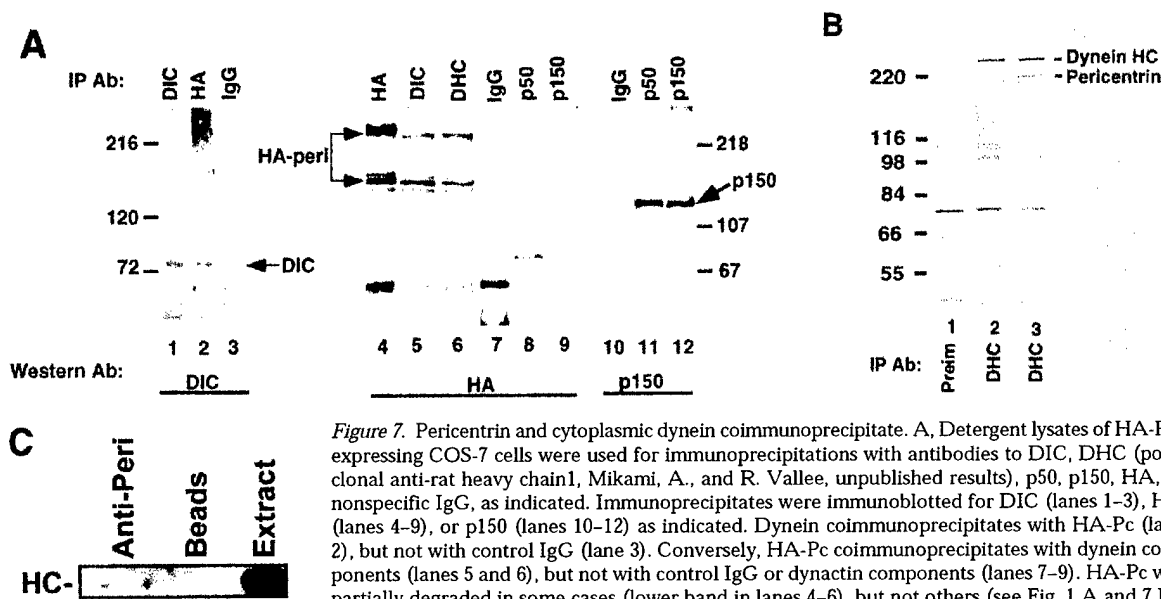 A
B
IP Ab:
DIC HA IgG
HA DIC DHC IgG p50 p150
IgG p50 p150
216
120
72
HA-peri
DIC
218
p150
107
67
1 2 3
4 5 6 7 8 9
10 11 12
Western Ab:
DIC
HA
p150
220
116
98
84
66
55
Dynein HC
Pericentrin
1 2 3
IP Ab:
Preim DHC DHC
C
Anti-Peri
Beads
Extract
HC-
Figure 7. Pericentrin and cytoplasmic dynein coimmunoprecipitate. A, Detergent lysates of HA-P
expressing COS-7 cells were used for immunoprecipitations with antibodies to DIC, DHC (po
clonal anti-rat heavy chain1, Mikami, A., and R. Vallee, unpublished results), p50, p150, HA,
nonspecific IgG, as indicated. Immunoprecipitates were immunoblotted for DIC (lanes 1–3), H
(lanes 4–9), or p150 (lanes 10–12) as indicated. Dynein coimmunoprecipitates with HA-Pc (la
2), but not with control IgG (lane 3). Conversely, HA-Pc coimmunoprecipitates with dynein co
ponents (lanes 5 and 6), but not with control IgG or dynactin components (lanes 7–9). HA-Pc w
partially degraded in some cases (lower band in lanes 4–6), but not others (see Fig. 1 A and 7